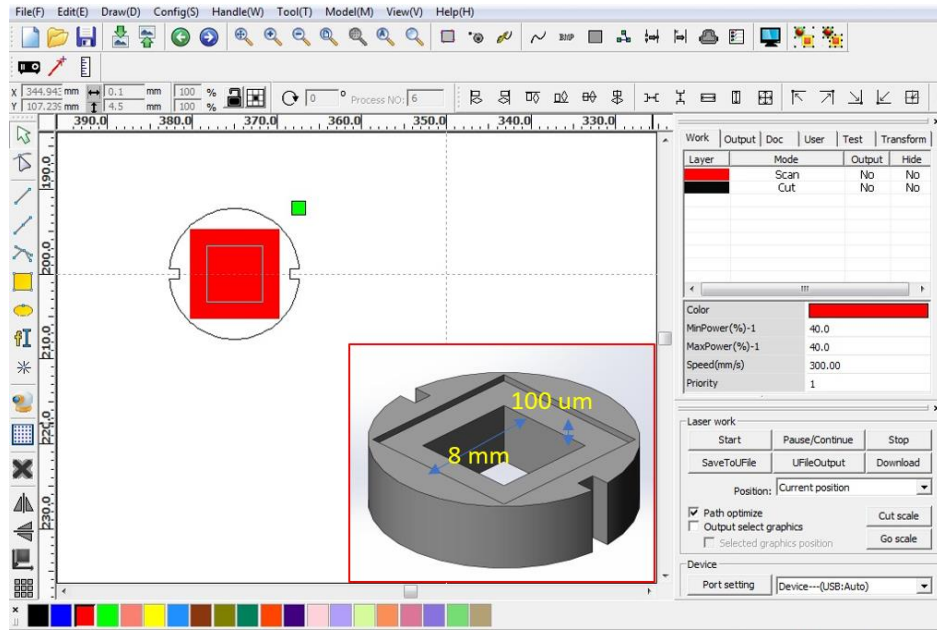 File(F) Edit(E) Draw(D) Config(S) Handle(W) Tool(T) Model(M) View(V) Help(H)
BMP
X 344.943 mm 0.1 mm 100 %
Y 107.235 mm 4.5 mm 100 % 0 ° Process NO: 6
390.0 380.0 370.0 360.0 350.0 340.0 330.0
190.0
200.0
210.0
220.0
230.0
100 um
8 mm
Work Output Doc User Test Transform
Layer Mode Output Hide
Scan No No
Cut No No
Color
MinPower(%)-1 40.0
MaxPower(%)-1 40.0
Speed(mm/s) 300.00
Priority 1
Laser work
Start Pause/Continue Stop
SaveToUFile UFileOutput Download
Position: Current position
Path optimize
Output select graphics
Selected graphics position
Cut scale
Go scale
Device
Port setting Device---(USB:Auto)